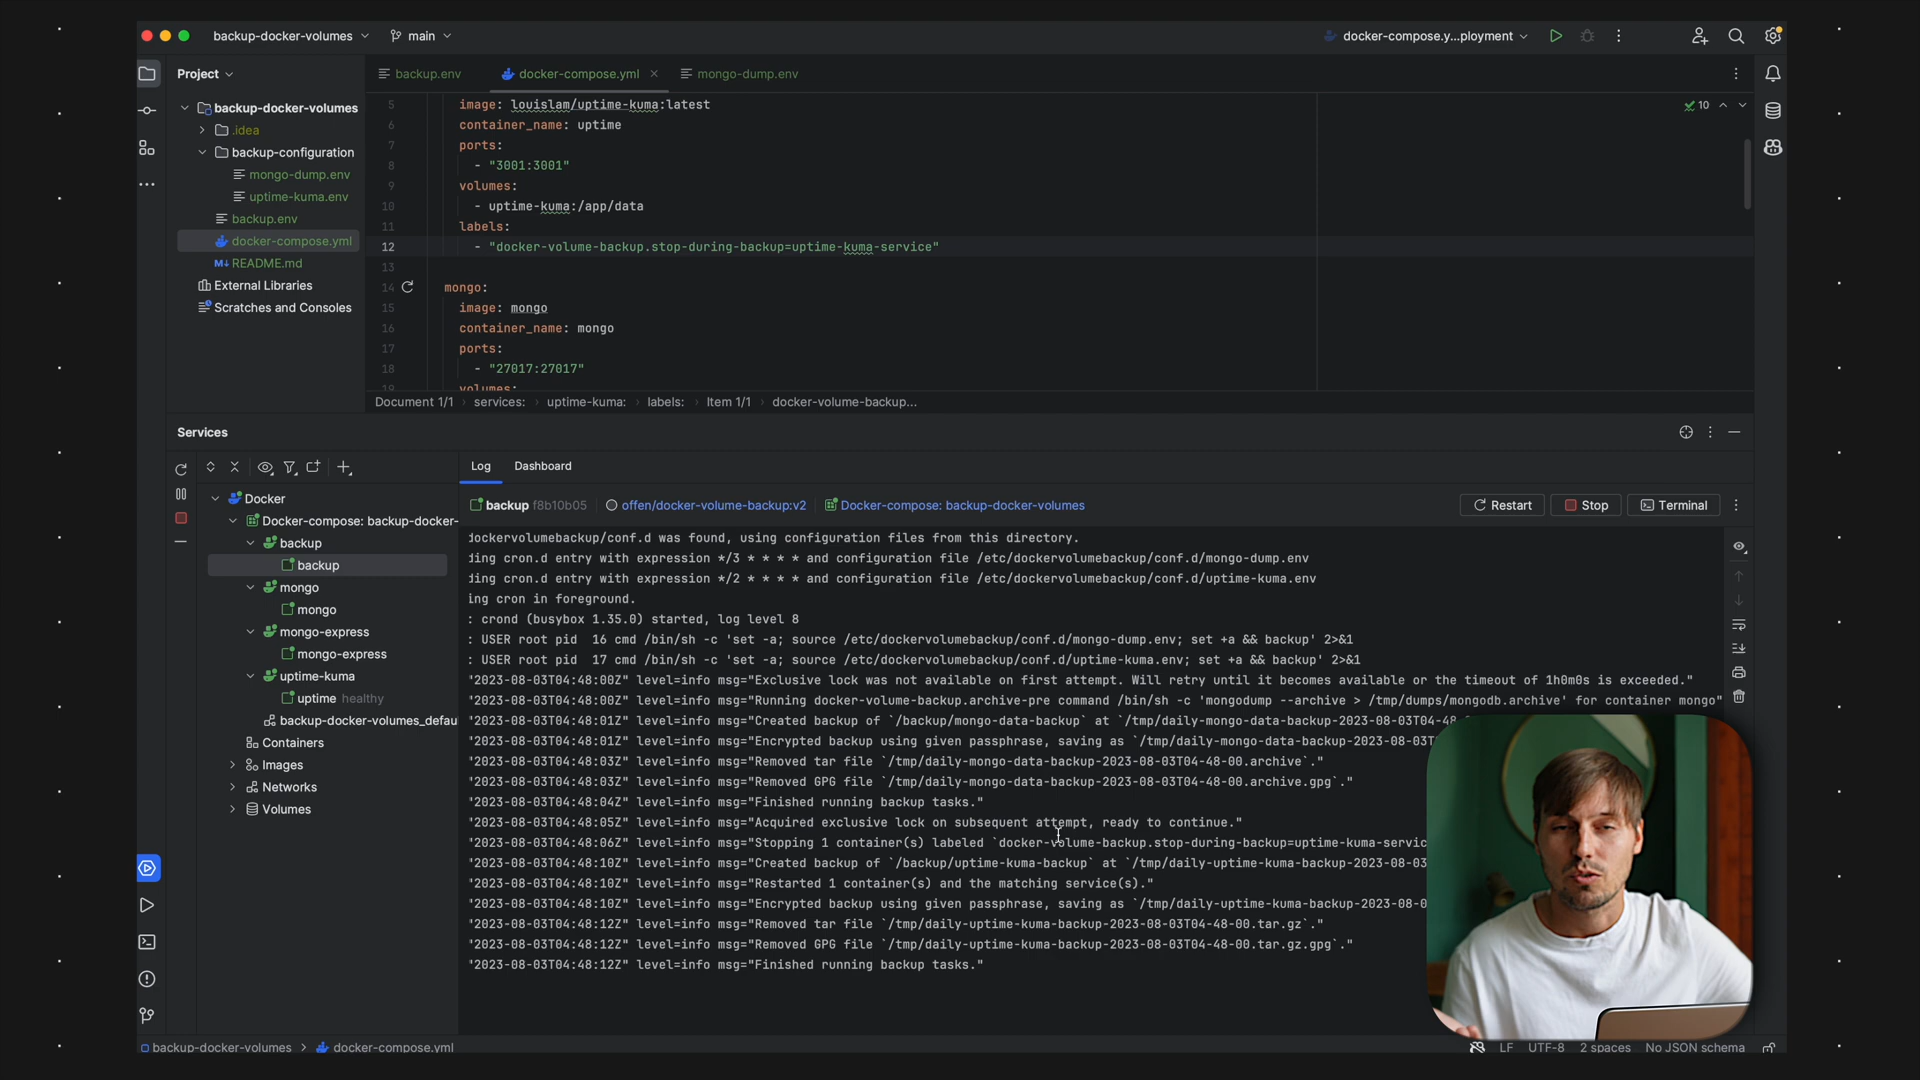 backup-docker-volumes
main
docker-compose.y...ployment
Project
backup.env
docker-compose.yml
mongo-dump.env
backup-docker-volumes
.idea
backup-configuration
mongo-dump.env
uptime-kuma.env
backup.env
docker-compose.yml
M↓ README.md
External Libraries
Scratches and Consoles
10
5 image: louislam/uptime-kuma:latest
6 container_name: uptime
7 ports:
8 - "3001:3001"
9 volumes:
10 - uptime-kuma:/app/data
11 labels:
12 - "docker-volume-backup.stop-during-backup=uptime-kuma-service"
13
14 mongo:
15 image: mongo
16 container_name: mongo
17 ports:
18 - "27017:27017"
19 volumes:
Document 1/1 › services: › uptime-kuma: › labels: › Item 1/1 › docker-volume-backup...
Services
Log
Dashboard
Docker
Docker-compose: backup-docker-
backup
backup
mongo
mongo
mongo-express
mongo-express
uptime-kuma
uptime healthy
backup-docker-volumes_defau
Containers
Images
Networks
Volumes
backup f8b10b05
offen/docker-volume-backup:v2
Docker-compose: backup-docker-volumes
Restart
Stop
Terminal
dockervolumebackup/conf.d was found, using configuration files from this directory.
ding cron.d entry with expression */3 * * * * and configuration file /etc/dockervolumebackup/conf.d/mongo-dump.env
ding cron.d entry with expression */2 * * * * and configuration file /etc/dockervolumebackup/conf.d/uptime-kuma.env
ing cron in foreground.
: crond (busybox 1.35.0) started, log level 8
: USER root pid 16 cmd /bin/sh -c 'set -a; source /etc/dockervolumebackup/conf.d/mongo-dump.env; set +a && backup' 2>&1
: USER root pid 17 cmd /bin/sh -c 'set -a; source /etc/dockervolumebackup/conf.d/uptime-kuma.env; set +a && backup' 2>&1
"2023-08-03T04:48:00Z" level=info msg="Exclusive lock was not available on first attempt. Will retry until it becomes available or the timeout of 1h0m0s is exceeded."
"2023-08-03T04:48:00Z" level=info msg="Running docker-volume-backup.archive-pre command /bin/sh -c 'mongodump --archive > /tmp/dumps/mongodb.archive' for container mongo"
"2023-08-03T04:48:01Z" level=info msg="Created backup of `/backup/mongo-data-backup` at `/tmp/daily-mongo-data-backup-2023-08-03T04-48-
"2023-08-03T04:48:01Z" level=info msg="Encrypted backup using given passphrase, saving as `/tmp/daily-mongo-data-backup-2023-08-03T
"2023-08-03T04:48:03Z" level=info msg="Removed tar file `/tmp/daily-mongo-data-backup-2023-08-03T04-48-00.archive`."
"2023-08-03T04:48:03Z" level=info msg="Removed GPG file `/tmp/daily-mongo-data-backup-2023-08-03T04-48-00.archive.gpg`."
"2023-08-03T04:48:04Z" level=info msg="Finished running backup tasks."
"2023-08-03T04:48:05Z" level=info msg="Acquired exclusive lock on subsequent attempt, ready to continue."
"2023-08-03T04:48:06Z" level=info msg="Stopping 1 container(s) labeled `docker-volume-backup.stop-during-backup=uptime-kuma-servic
"2023-08-03T04:48:10Z" level=info msg="Created backup of `/backup/uptime-kuma-backup` at `/tmp/daily-uptime-kuma-backup-2023-08-03
"2023-08-03T04:48:10Z" level=info msg="Restarted 1 container(s) and the matching service(s)."
"2023-08-03T04:48:10Z" level=info msg="Encrypted backup using given passphrase, saving as `/tmp/daily-uptime-kuma-backup-2023-08-0
"2023-08-03T04:48:12Z" level=info msg="Removed tar file `/tmp/daily-uptime-kuma-backup-2023-08-03T04-48-00.tar.gz`."
"2023-08-03T04:48:12Z" level=info msg="Removed GPG file `/tmp/daily-uptime-kuma-backup-2023-08-03T04-48-00.tar.gz.gpg`."
"2023-08-03T04:48:12Z" level=info msg="Finished running backup tasks."
backup-docker-volumes › docker-compose.yml
LF UTF-8 2 spaces No JSON schema